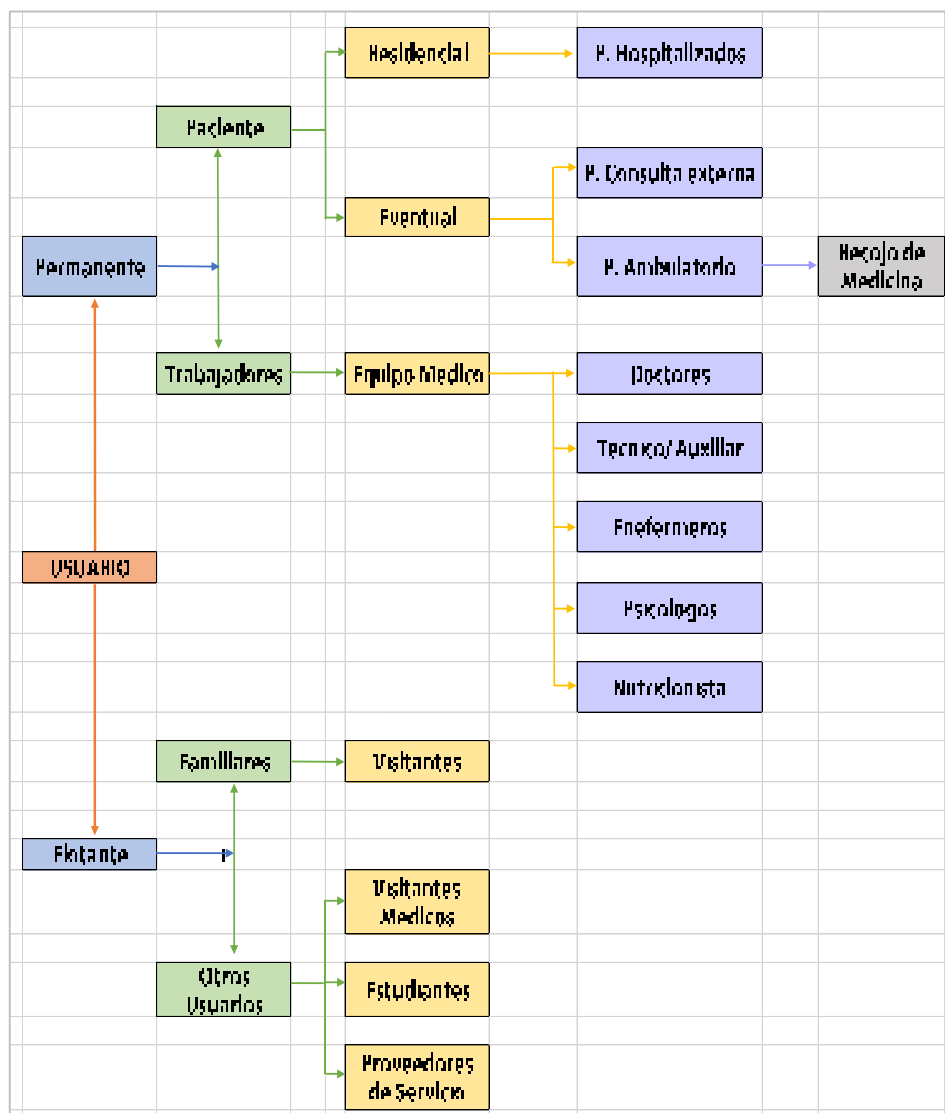 Residencial
P. Hospitalizados
Paciente
P. Consulta externa
Eventual
Permanente
P. Ambulatorio
Recojo de
Medicina
Trabajadores
Equipo Medico
Doctores
Tecnico/ Auxiliar
Enefermeros
USUARIO
Psicologos
Nutricionista
Familiares
Visitantes
Flotante
Visitantes
Medicos
Otros
Usuarios
Estudiantes
Proveedores
de Servicio